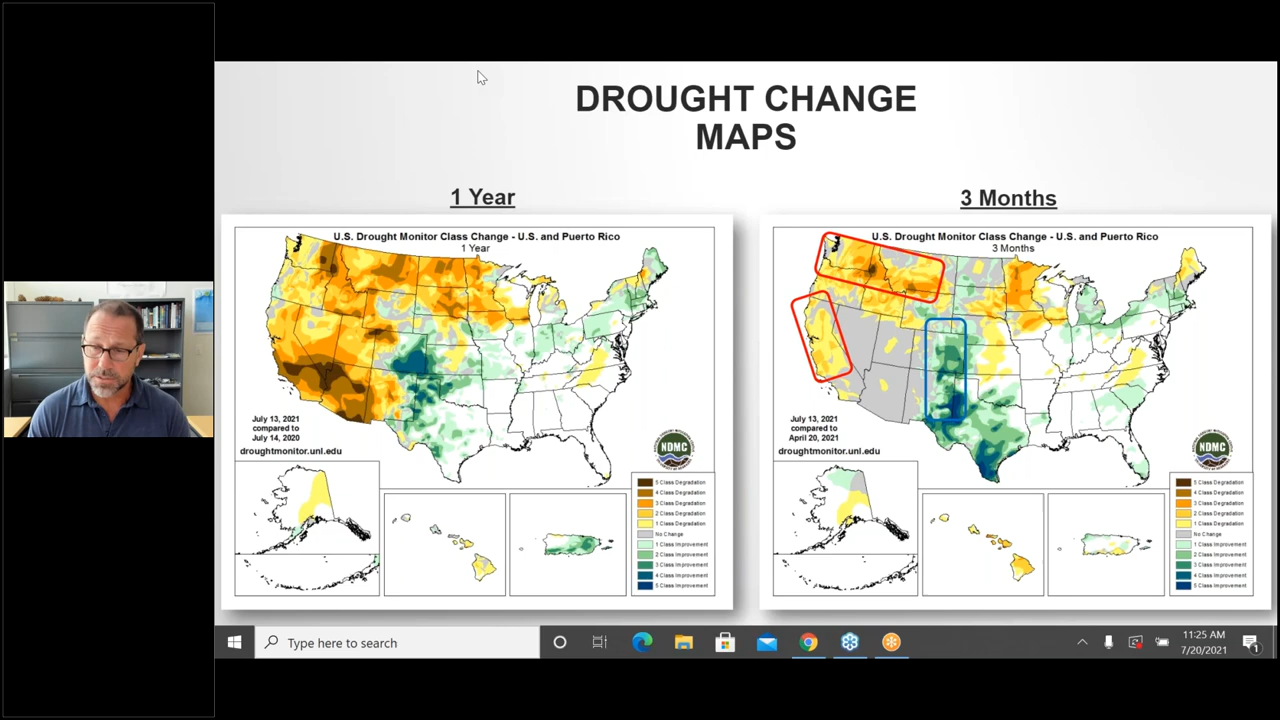 DROUGHT CHANGE
MAPS
1 Year
3 Months
U.S. Drought Monitor Class Change - U.S. and Puerto Rico
1 Year
July 13, 2021
compared to
July 14, 2020
droughtmonitor.unl.edu
NDMC
5 Class Degradation
4 Class Degradation
3 Class Degradation
2 Class Degradation
1 Class Degradation
No Change
1 Class Improvement
2 Class Improvement
3 Class Improvement
4 Class Improvement
5 Class Improvement
U.S. Drought Monitor Class Change - U.S. and Puerto Rico
3 Months
July 13, 2021
compared to
April 20, 2021
droughtmonitor.unl.edu
NDMC
5 Class Degradation
4 Class Degradation
3 Class Degradation
2 Class Degradation
1 Class Degradation
No Change
1 Class Improvement
2 Class Improvement
3 Class Improvement
4 Class Improvement
5 Class Improvement
Type here to search
11:25 AM
7/20/2021
1